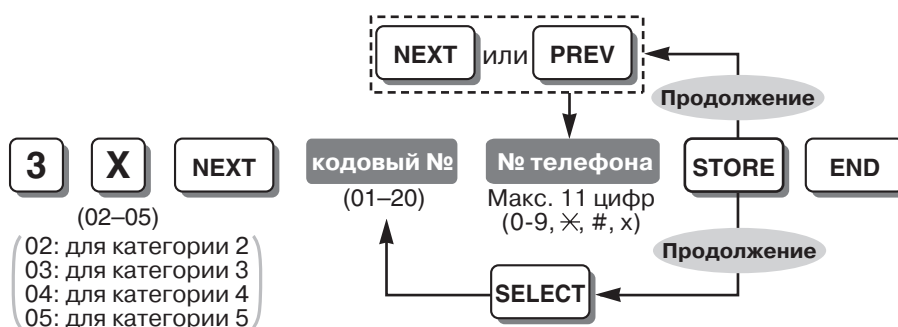 NEXT или PREV
Продолжение
3 X NEXT кодовый № № телефона STORE END
(02–05) (01–20) Макс. 11 цифр
(0-9, ✳, #, x)
02: для категории 2
03: для категории 3
04: для категории 4
05: для категории 5
Продолжение
SELECT